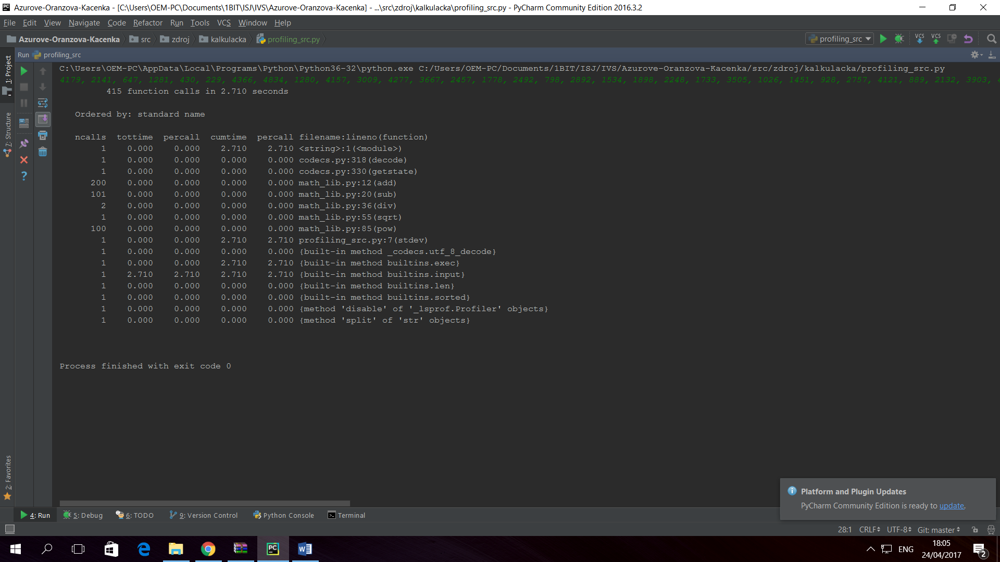 Azurove-Oranzova-Kacenka - [C:\Users\OEM-PC\Documents\1BIT\ISJ\IVS\Azurove-Oranzova-Kacenka] - ...\src\zdroj\kalkulacka\profiling_src.py - PyCharm Community Edition 2016.3.2
File Edit View Navigate Code Refactor Run Tools VCS Window Help
Azurove-Oranzova-Kacenka src zdroj kalkulacka profiling_src.py profiling_src VCS VCS
Run profiling_src
1: Project
7: Structure
2: Favorites
C:\Users\OEM-PC\AppData\Local\Programs\Python\Python36-32\python.exe C:/Users/OEM-PC/Documents/1BIT/ISJ/IVS/Azurove-Oranzova-Kacenka/src/zdroj/kalkulacka/profiling_src.py
4179, 2141, 647, 1281, 430, 229, 4366, 4834, 1280, 4157, 3009, 4277, 3667, 2457, 1778, 2492, 798, 2892, 1534, 1898, 2248, 1733, 3505, 1026, 1451, 928, 2757, 4121, 889, 2132, 3903,
415 function calls in 2.710 seconds
Ordered by: standard name
ncalls tottime percall cumtime percall filename:lineno(function)
1 0.000 0.000 2.710 2.710 <string>:1(<module>)
1 0.000 0.000 0.000 0.000 codecs.py:318(decode)
1 0.000 0.000 0.000 0.000 codecs.py:330(getstate)
200 0.000 0.000 0.000 0.000 math_lib.py:12(add)
101 0.000 0.000 0.000 0.000 math_lib.py:20(sub)
2 0.000 0.000 0.000 0.000 math_lib.py:36(div)
1 0.000 0.000 0.000 0.000 math_lib.py:55(sqrt)
100 0.000 0.000 0.000 0.000 math_lib.py:85(pow)
1 0.000 0.000 2.710 2.710 profiling_src.py:7(stdev)
1 0.000 0.000 0.000 0.000 {built-in method _codecs.utf_8_decode}
1 0.000 0.000 2.710 2.710 {built-in method builtins.exec}
1 2.710 2.710 2.710 2.710 {built-in method builtins.input}
1 0.000 0.000 0.000 0.000 {built-in method builtins.len}
1 0.000 0.000 0.000 0.000 {built-in method builtins.sorted}
1 0.000 0.000 0.000 0.000 {method 'disable' of '_lsprof.Profiler' objects}
1 0.000 0.000 0.000 0.000 {method 'split' of 'str' objects}
Process finished with exit code 0
Platform and Plugin Updates
PyCharm Community Edition is ready to update.
4: Run 5: Debug 6: TODO 9: Version Control Python Console Terminal
28:1 CRLF UTF-8 Git: master
ENG
18:05
24/04/2017
2